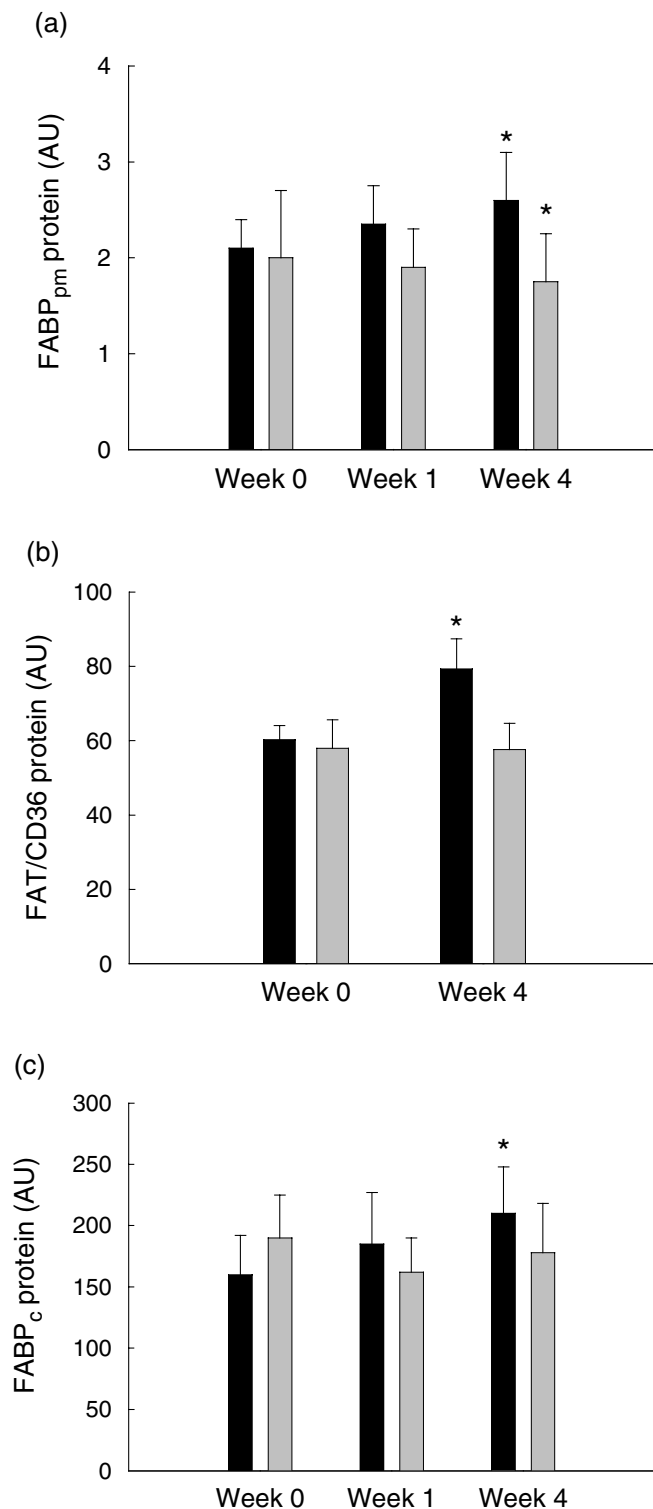 (a)
FABPpm protein (AU)
4
3
2
1
0
* *
Week 0 Week 1 Week 4
(b)
FAT/CD36 protein (AU)
100
80
60
40
20
0
*
Week 0 Week 4
(c)
FABPc protein (AU)
300
250
200
150
100
50
0
*
Week 0 Week 1 Week 4